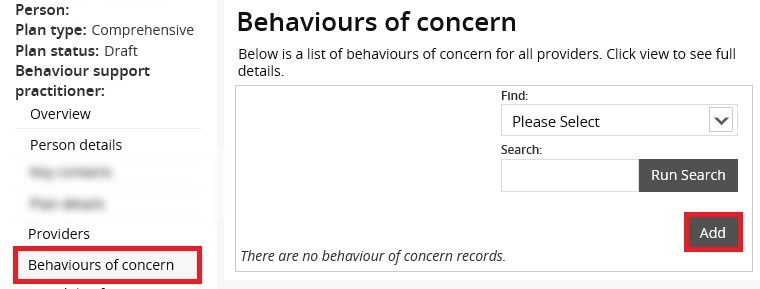 Person:
Plan type: Comprehensive
Plan status: Draft
Behaviour support
practitioner:
Overview
Person details
Providers
Behaviours of concern
Behaviours of concern
Below is a list of behaviours of concern for all providers. Click view to see full
details.
Find:
Please Select
Search:
Run Search
Add
There are no behaviour of concern records.